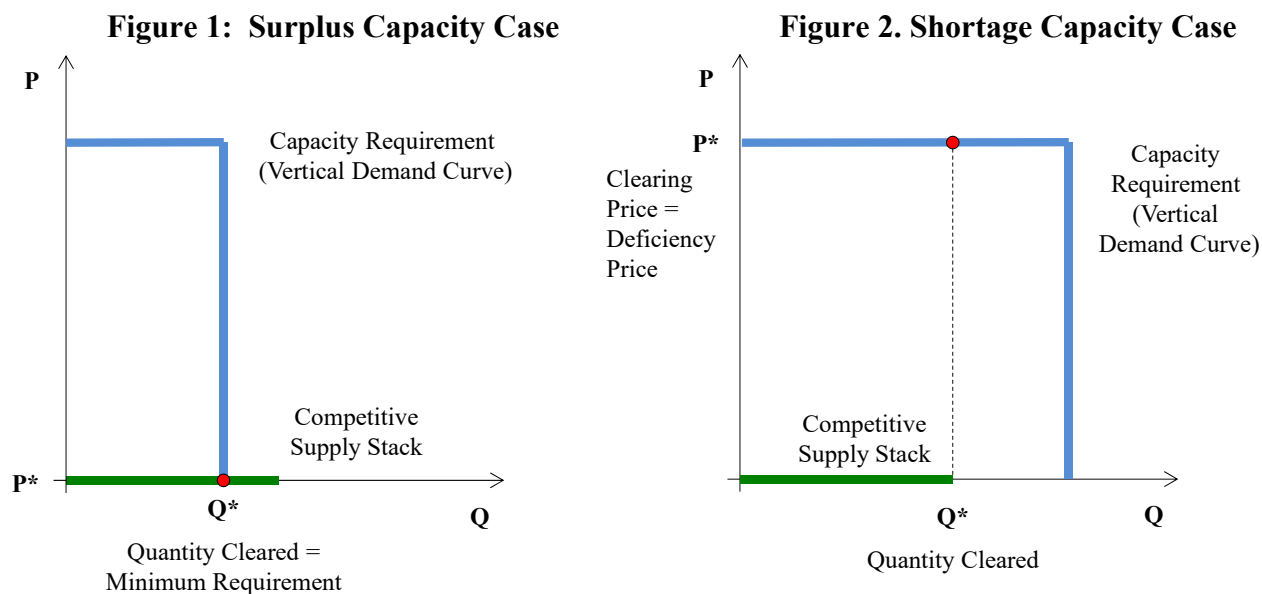 Figure 1:  Surplus Capacity Case
P
Capacity Requirement
(Vertical Demand Curve)
Competitive
Supply Stack
P*
Q*
Q
Quantity Cleared =
Minimum Requirement
Figure 2. Shortage Capacity Case
P
P*
Clearing
Price =
Deficiency
Price
Capacity
Requirement
(Vertical
Demand Curve)
Competitive
Supply Stack
Q*
Q
Quantity Cleared